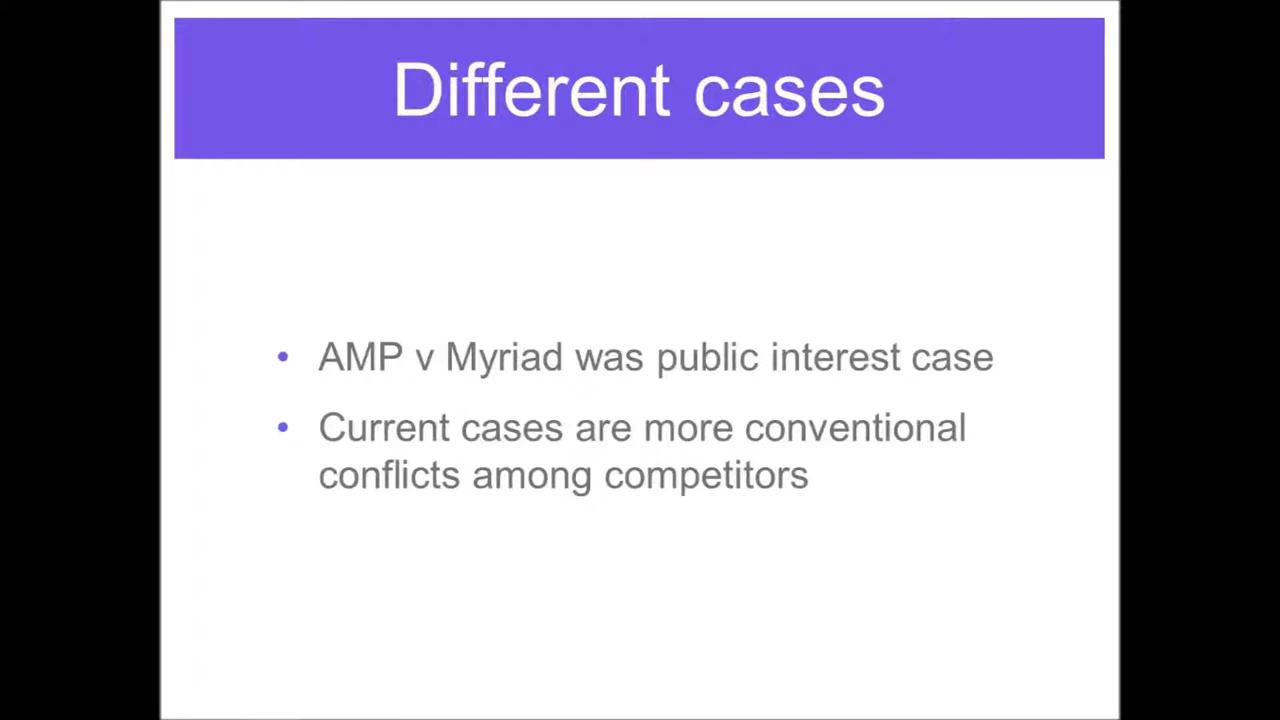 Different cases
• AMP v Myriad was public interest case
• Current cases are more conventional
conflicts among competitors